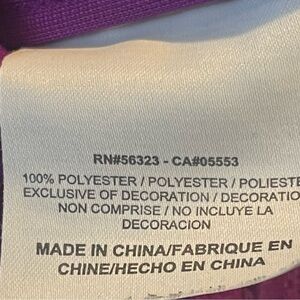 RN#56323 - CA#05553
100% POLYESTER / POLYESTER / POLIESTE
EXCLUSIVE OF DECORATION / DECORATIO
NON COMPRISE / NO INCLUYE LA
DECORACION
MADE IN CHINA/FABRIQUE EN
CHINE/HECHO EN CHINA